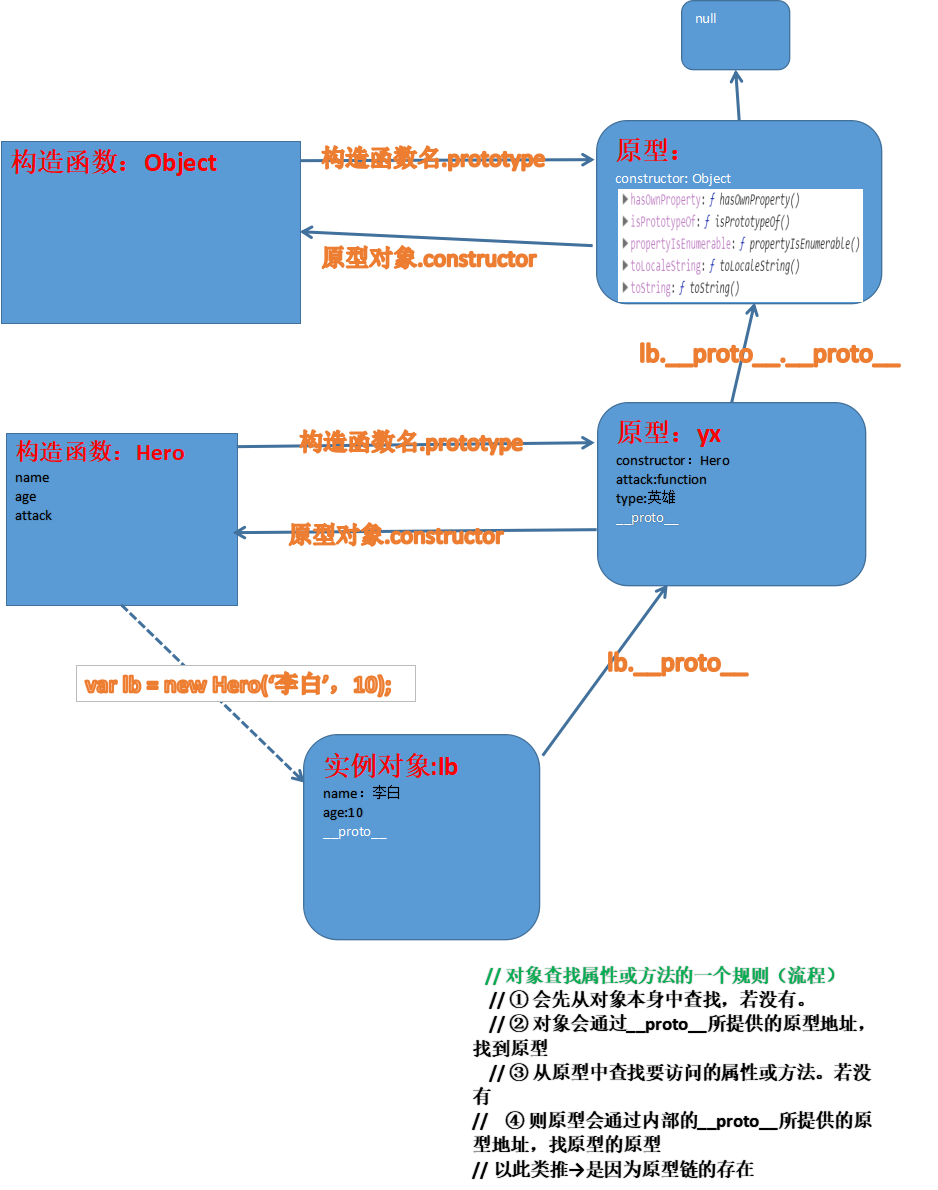 null
构造函数：Object
构造函数名.prototype
原型：
constructor: Object
hasOwnProperty: ƒ hasOwnProperty()
isPrototypeOf: ƒ isPrototypeOf()
propertyIsEnumerable: ƒ propertyIsEnumerable()
toLocaleString: ƒ toLocaleString()
toString: ƒ toString()
原型对象.constructor
lb.__proto__.__proto__
构造函数：Hero
name
age
attack
构造函数名.prototype
原型：yx
constructor：Hero
attack:function
type:英雄
__proto__
原型对象.constructor
lb.__proto__
var lb = new Hero(‘李白’，10);
实例对象:lb
name：李白
age:10
__proto__
// 对象查找属性或方法的一个规则（流程）
// ① 会先从对象本身中查找，若没有。
// ② 对象会通过__proto__所提供的原型地址，
找到原型
// ③ 从原型中查找要访问的属性或方法。若没
有
// ④ 则原型会通过内部的__proto__所提供的原
型地址，找原型的原型
// 以此类推→是因为原型链的存在